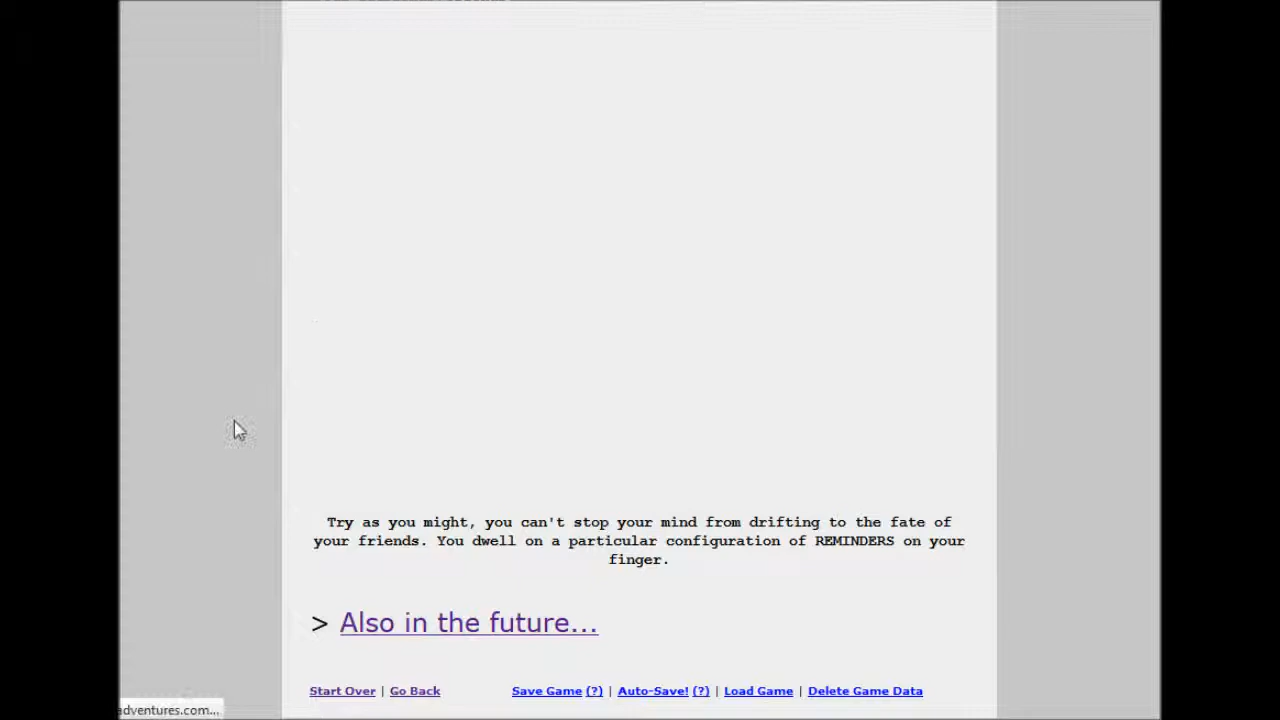 Try as you might, you can't stop your mind from drifting to the fate of
your friends. You dwell on a particular configuration of REMINDERS on your
finger.
> Also in the future...
Start Over | Go Back Save Game (?) | Auto-Save! (?) | Load Game | Delete Game Data
adventures.com...